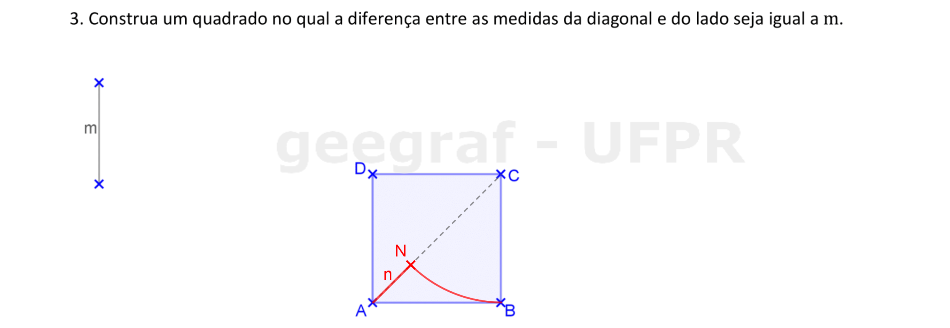 3. Construa um quadrado no qual a diferença entre as medidas da diagonal e do lado seja igual a m.
m
geegraf - UFPR
D
C
N
n
A
B